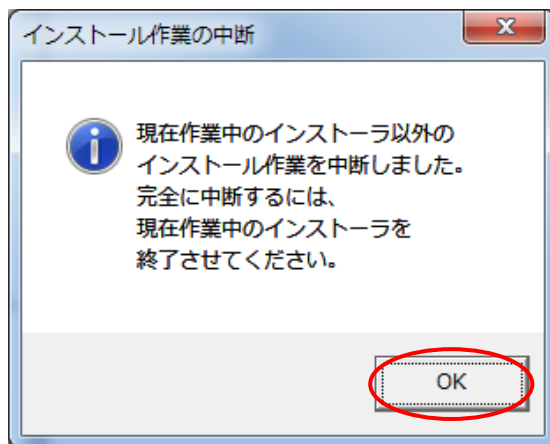 インストール作業の中断
現在作業中のインストーラ以外の
インストール作業を中断しました。
完全に中断するには、
現在作業中のインストーラを
終了させてください。
OK